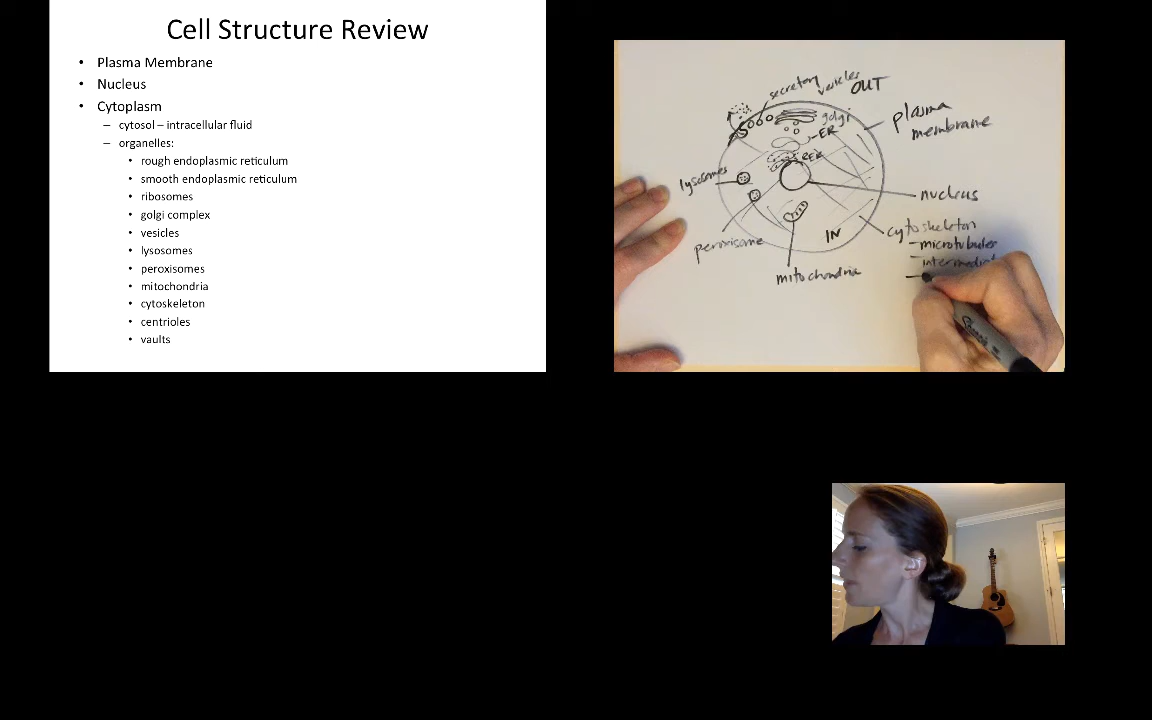 Cell Structure Review
• Plasma Membrane
• Nucleus
• Cytoplasm
– cytosol – intracellular fluid
– organelles:
• rough endoplasmic reticulum
• smooth endoplasmic reticulum
• ribosomes
• golgi complex
• vesicles
• lysosomes
• peroxisomes
• mitochondria
• cytoskeleton
• centrioles
• vaults
secretory vesicles
OUT
golgi
plasma
membrane
ER
RER
lysosomes
nucleus
peroxisome
IN
cytoskeleton
- microtubules
mitochondria